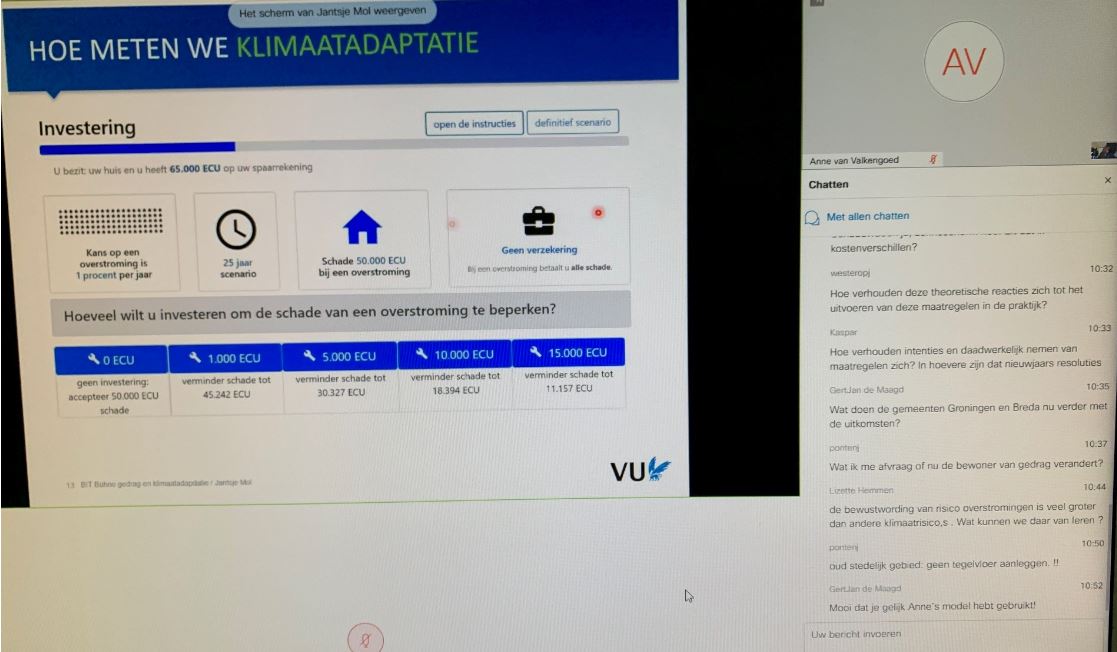 Het scherm van Jantsje Mol weergeven
HOE METEN WE KLIMAATADAPTATIE
Investering
open de instructies
definitief scenario
U bezit: uw huis en u heeft 65.000 ECU op uw spaarrekening
Kans op een
overstroming is
1 procent per jaar
25 jaar
scenario
Schade 50.000 ECU
bij een overstroming
Geen verzekering
Bij een overstroming betaalt u alle schade.
Hoeveel wilt u investeren om de schade van een overstroming te beperken?
0 ECU
geen investering:
accepteer 50.000 ECU
schade
1.000 ECU
verminder schade tot
45.242 ECU
5.000 ECU
verminder schade tot
30.327 ECU
10.000 ECU
verminder schade tot
18.394 ECU
15.000 ECU
verminder schade tot
11.157 ECU
13 BIT Buhne gedrag en klimaatadaptatie / Jantsje Mol
VU
AV
Anne van Valkengoed
Chatten
Met allen chatten
kostenverschillen?
westeropj 10:32
Hoe verhouden deze theoretische reacties zich tot het
uitvoeren van deze maatregelen in de praktijk?
Kaspar 10:33
Hoe verhouden intenties en daadwerkelijk nemen van
maatregelen zich? In hoevere zijn dat nieuwjaars resoluties
GertJan de Maagd 10:35
Wat doen de gemeenten Groningen en Breda nu verder met
de uitkomsten?
pontenj 10:37
Wat ik me afvraag of nu de bewoner van gedrag verandert?
Lizette Hemmen 10:44
de bewustwording van risico overstromingen is veel groter
dan andere klimaatrisico,s . Wat kunnen we daar van leren ?
pontenj 10:50
oud stedelijk gebied: geen tegelvloer aanleggen. !!
GertJan de Maagd 10:52
Mooi dat je gelijk Anne's model hebt gebruikt!
Uw bericht invoeren